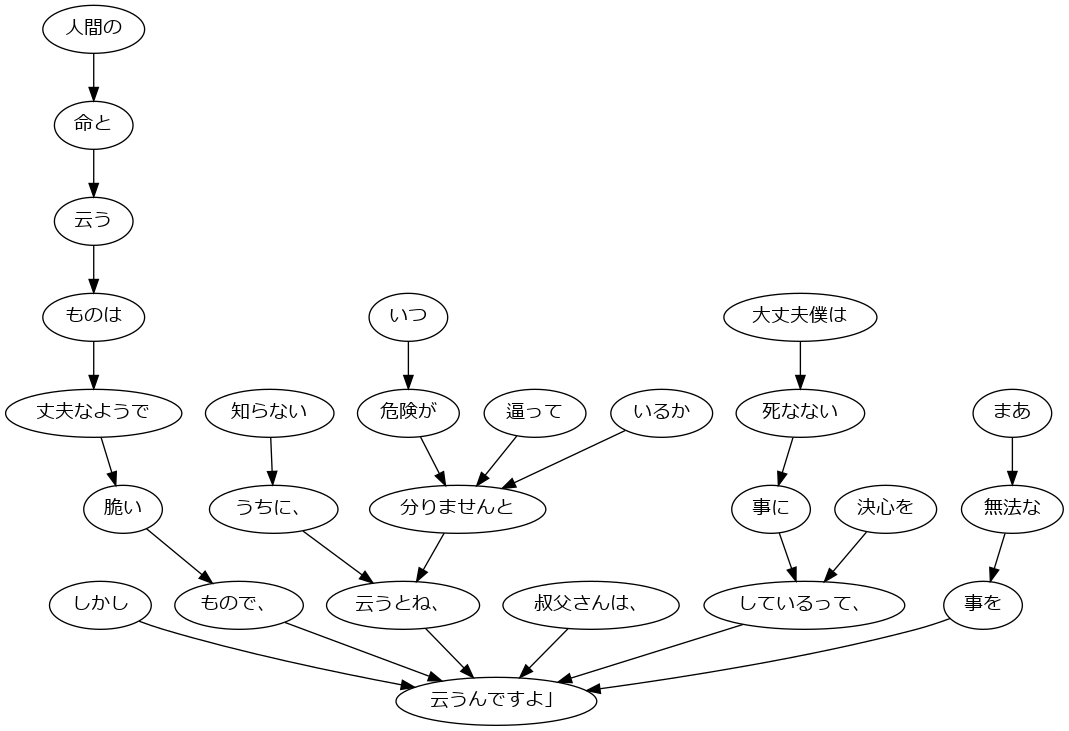 人間の
命と
云う
ものは
いつ
大丈夫僕は
丈夫なようで
知らない
危険が
逼って
いるか
死なない
まあ
脆い
うちに、
分りませんと
事に
決心を
無法な
しかし
もので、
云うとね、
叔父さんは、
しているって、
事を
云うんですよ」